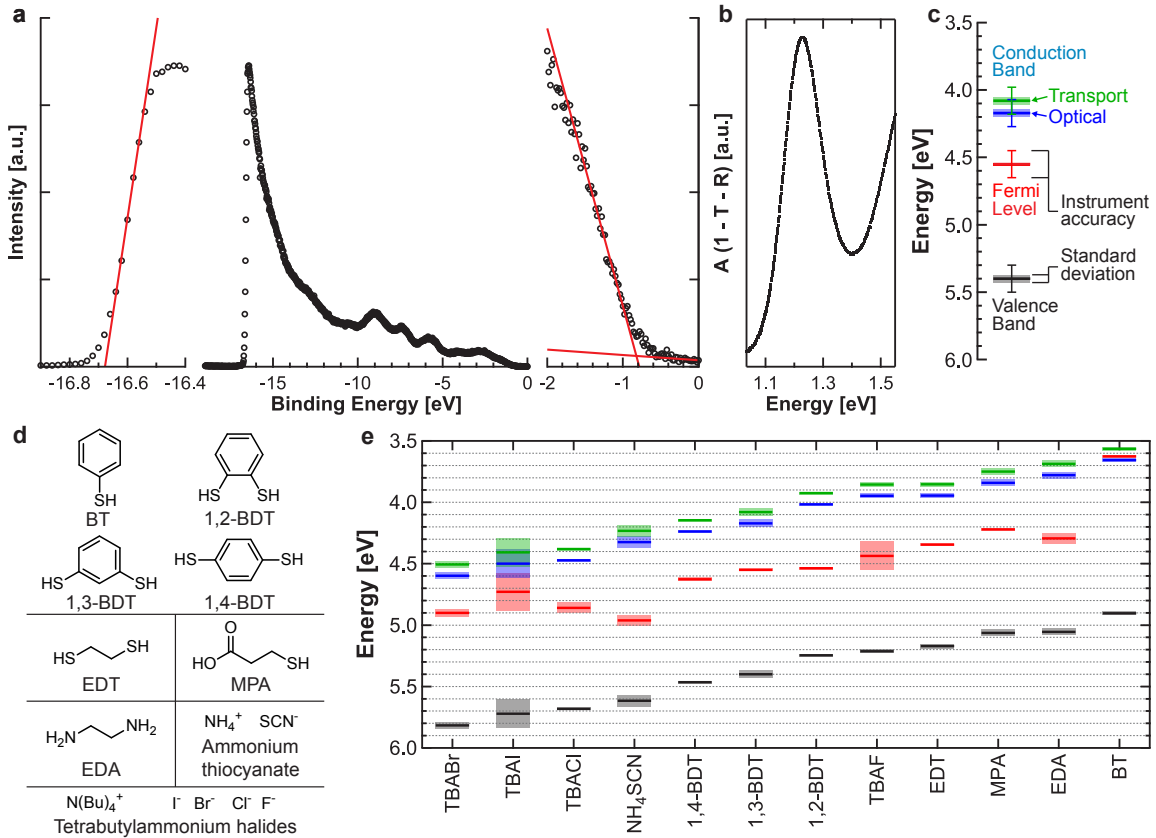 a
Intensity [a.u.]
-16.8
-16.6
-16.4
-15
-10
-5
0
-2
-1
0
Binding Energy [eV]
b
A (1 - T - R) [a.u.]
1.1
1.3
1.5
Energy [eV]
c
Energy [eV]
3.5
4.0
4.5
5.0
5.5
6.0
Conduction
Band
Transport
Optical
Fermi
Level
Instrument
accuracy
Standard
deviation
Valence
Band
d
SH
BT
SH SH
1,2-BDT
HS SH
1,3-BDT
HS SH
1,4-BDT
HS SH
EDT
O
HO SH
MPA
H₂N NH₂
EDA
NH₄⁺ SCN⁻
Ammonium
thiocyanate
N(Bu)₄⁺ I⁻ Br⁻ Cl⁻ F⁻
Tetrabutylammonium halides
e
Energy [eV]
3.5
4.0
4.5
5.0
5.5
6.0
TBABr
TBAI
TBACl
NH₄SCN
1,4-BDT
1,3-BDT
1,2-BDT
TBAF
EDT
MPA
EDA
BT